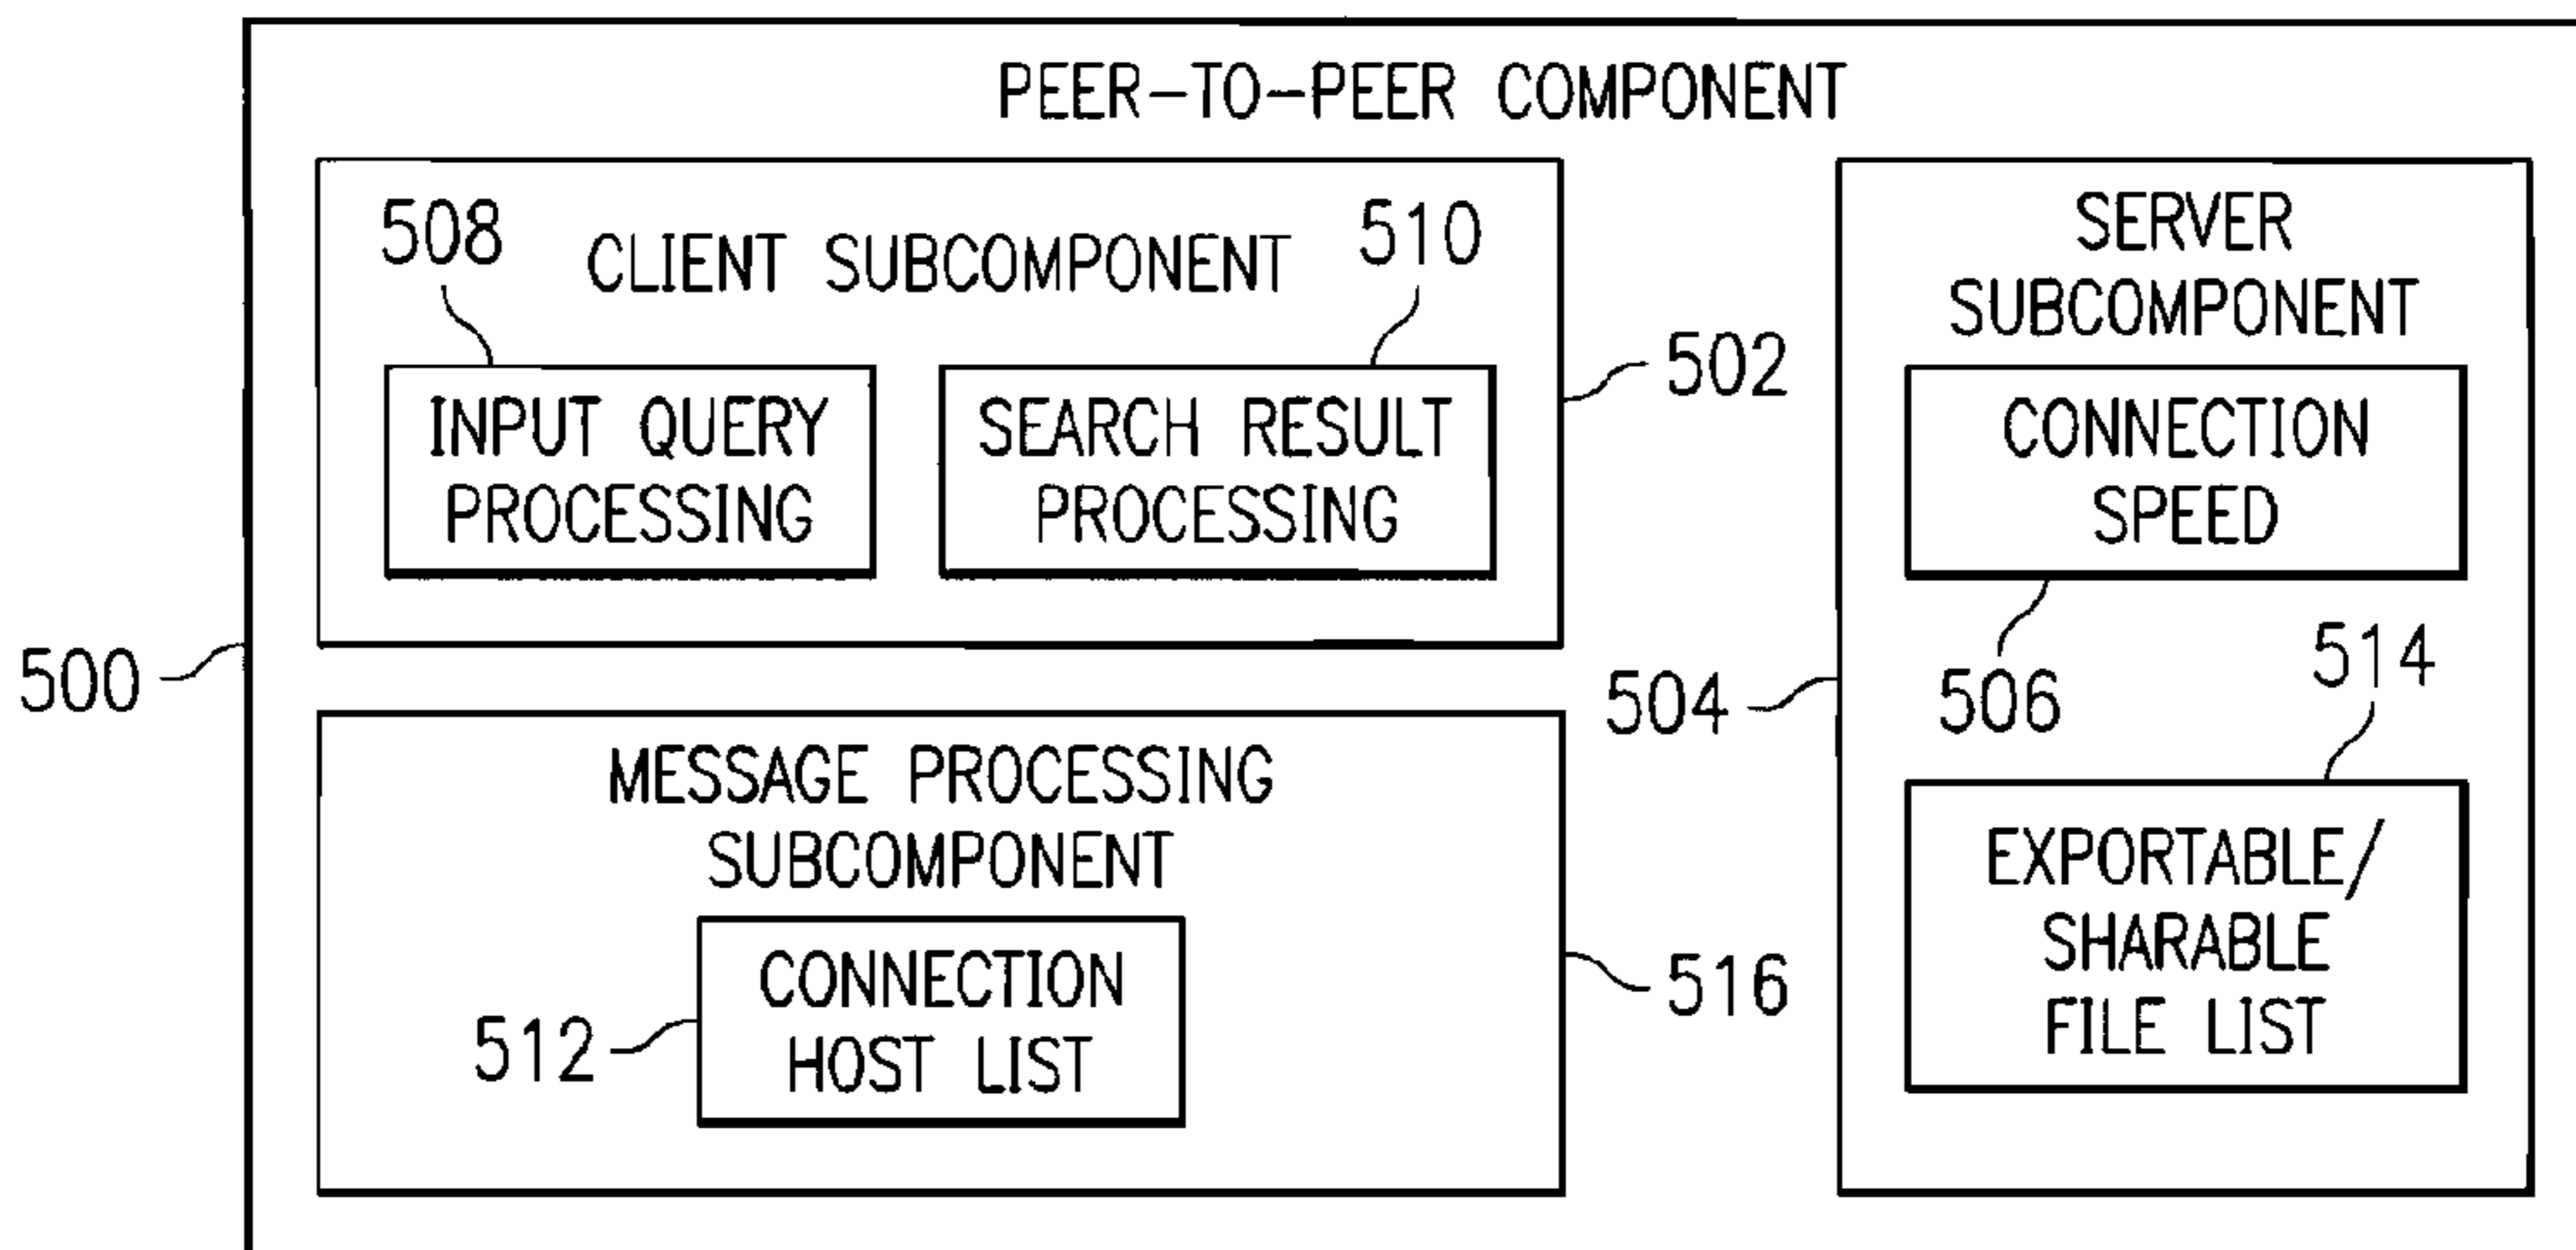 PEER-TO-PEER COMPONENT
508
CLIENT SUBCOMPONENT
510
INPUT QUERY
PROCESSING
SEARCH RESULT
PROCESSING
502
SERVER
SUBCOMPONENT
CONNECTION
SPEED
506
514
504
EXPORTABLE/
SHARABLE
FILE LIST
500
MESSAGE PROCESSING
SUBCOMPONENT
CONNECTION
HOST LIST
512
516